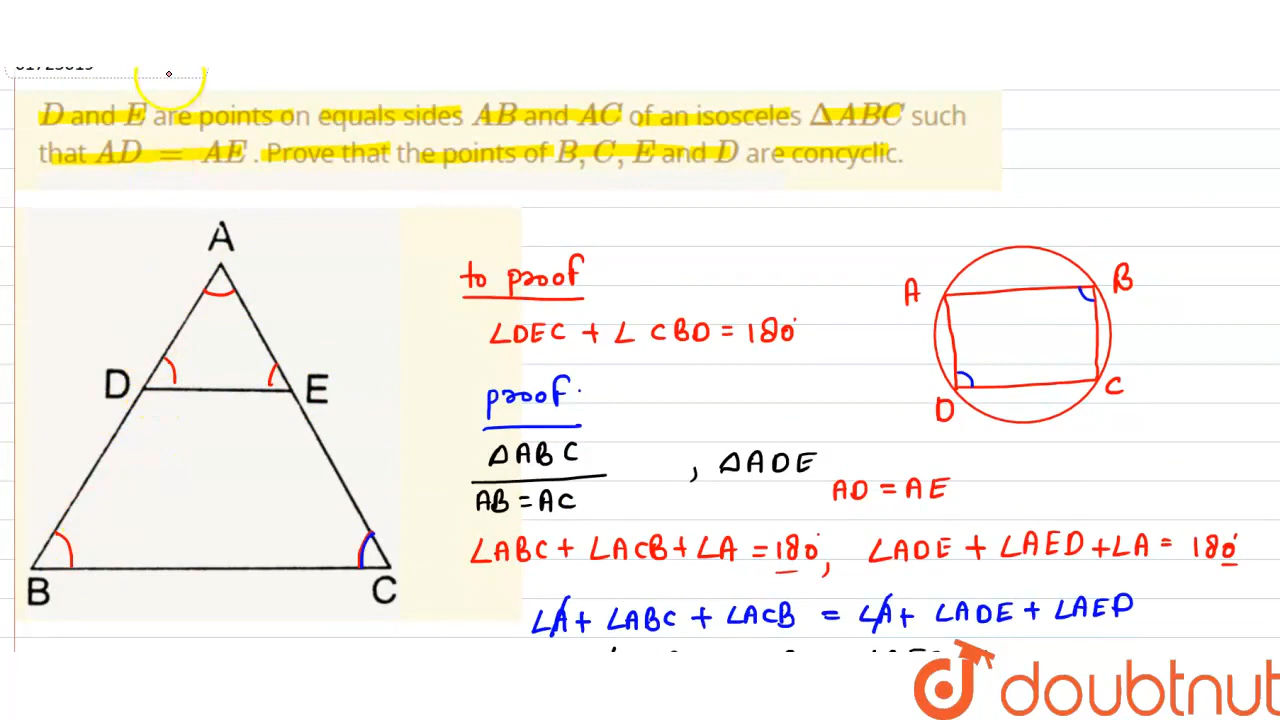 D and E are points on equals sides AB and AC of an isosceles ΔABC such
that AD = AE . Prove that the points of B, C, E and D are concyclic.
A
D
E
B
C
to proof
∠DEC + ∠ CBD = 180°
prof.
ΔABC
, ΔADE
AB = AC
AD = AE
∠ABC + ∠ACB + ∠A = 180°, ∠ADE + ∠AED + ∠A = 180°
∠A + ∠ABC + ∠ACB = ∠A + ∠ADE + ∠AED
A
B
C
D
doubtnut